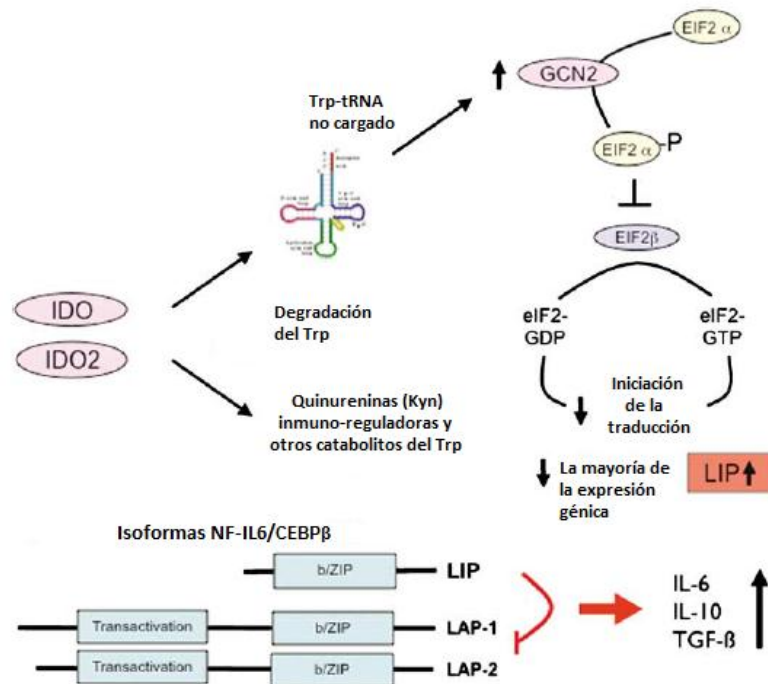 EIF2 α
GCN2
Trp-tRNA
no cargado
EIF2 α
P
EIF2β
IDO
IDO2
Degradación
del Trp
eIF2-
GDP
eIF2-
GTP
Iniciación
de la
traducción
Quinureninas (Kyn)
inmuno-reguladoras y
otros catabolitos del Trp
La mayoría de
la expresión
génica
LIP
Isoformas NF-IL6/CEBPβ
b/ZIP
LIP
Transactivation
b/ZIP
LAP-1
Transactivation
b/ZIP
LAP-2
IL-6
IL-10
TGF-ß